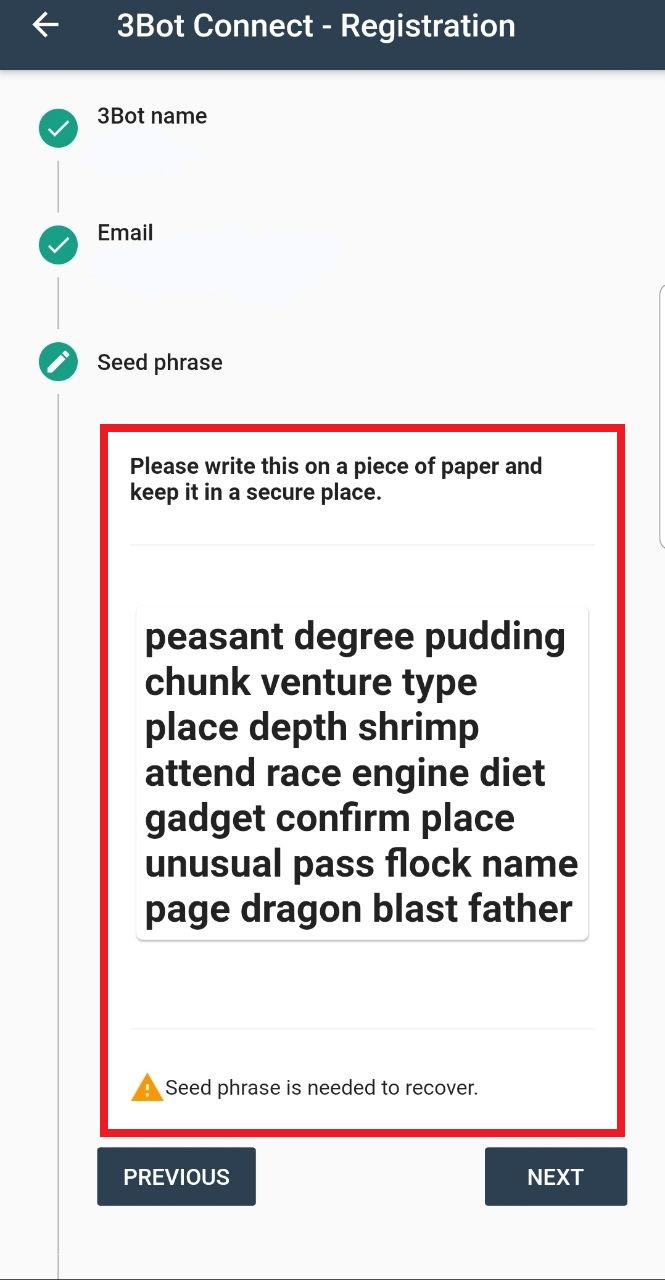 3Bot Connect - Registration
3Bot name
Email
Seed phrase
Please write this on a piece of paper and
keep it in a secure place.
peasant degree pudding
chunk venture type
place depth shrimp
attend race engine diet
gadget confirm place
unusual pass flock name
page dragon blast father
Seed phrase is needed to recover.
PREVIOUS
NEXT